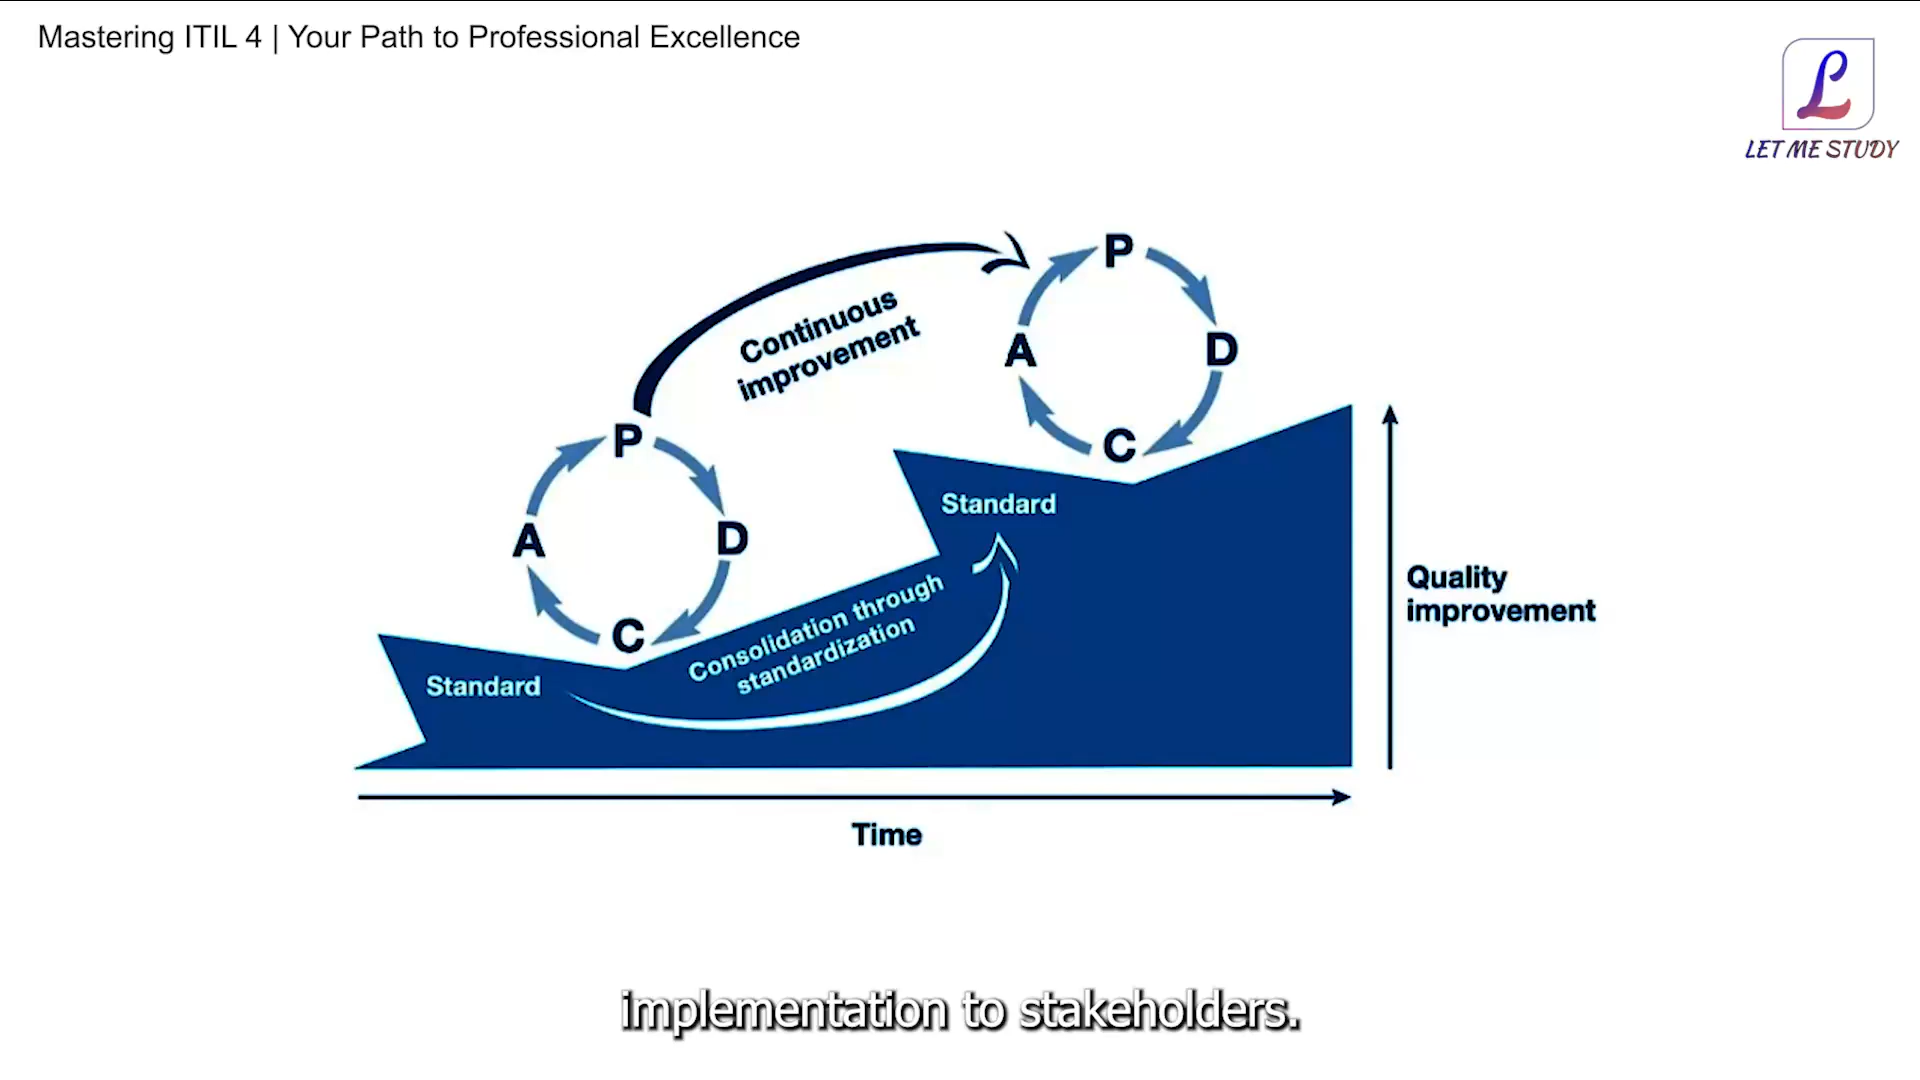 Mastering ITIL 4 | Your Path to Professional Excellence
L
LET ME STUDY
Continuous
improvement
P
D
C
A
P
D
C
A
Standard
Consolidation through
standardization
Standard
Quality
improvement
Time
implementation to stakeholders.